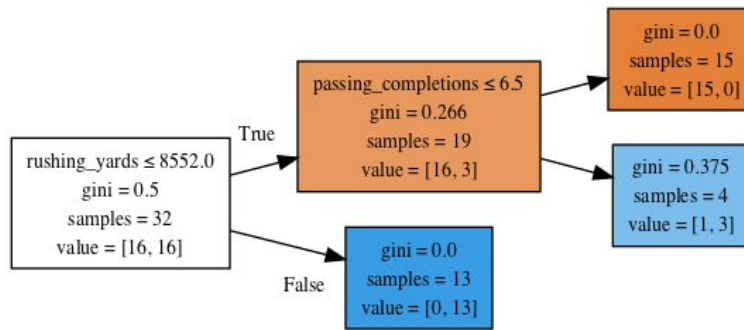 rushing_yards ≤ 8552.0
gini = 0.5
samples = 32
value = [16, 16]
True
passing_completions ≤ 6.5
gini = 0.266
samples = 19
value = [16, 3]
gini = 0.0
samples = 15
value = [15, 0]
gini = 0.375
samples = 4
value = [1, 3]
False
gini = 0.0
samples = 13
value = [0, 13]